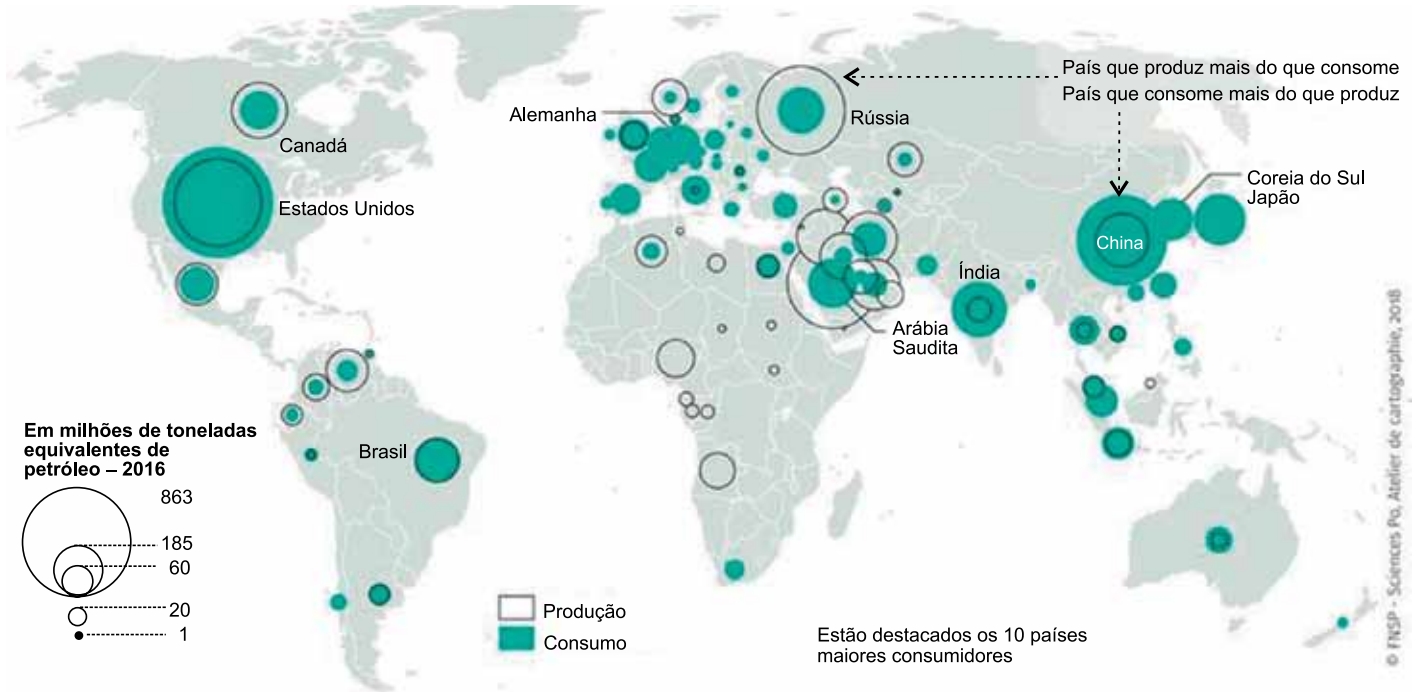 País que produz mais do que consome
País que consome mais do que produz
Alemanha
Rússia
Canadá
Estados Unidos
Coreia do Sul
Japão
China
Índia
Arábia
Saudita
Brasil
Em milhões de toneladas
equivalentes de
petróleo – 2016
863
185
60
20
1
Produção
Consumo
Estão destacados os 10 países
maiores consumidores
© FNSP - Sciences Po, Atelier de cartographie, 2018